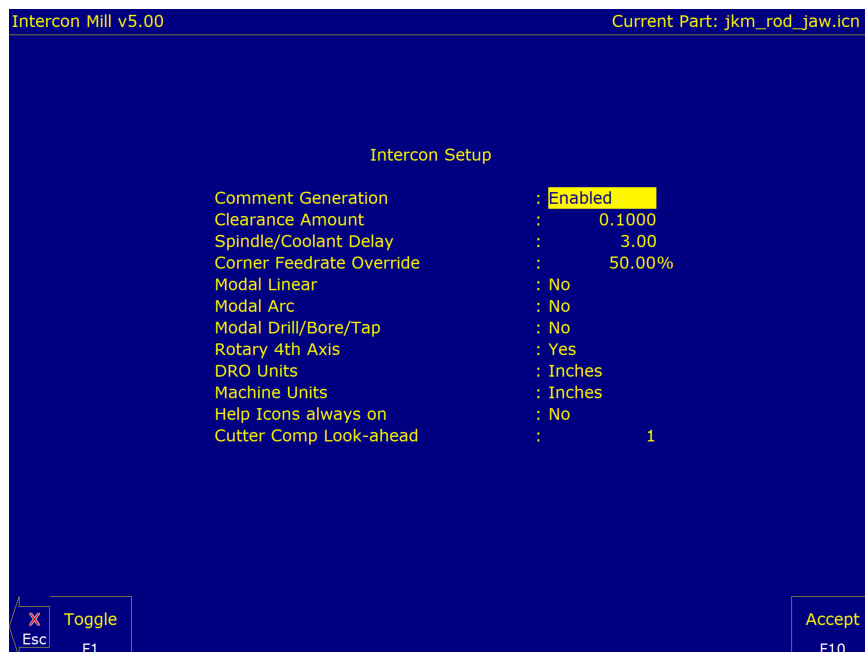 Intercon Mill v5.00 Current Part: jkm_rod_jaw.icn
Intercon Setup
Comment Generation : Enabled
Clearance Amount : 0.1000
Spindle/Coolant Delay : 3.00
Corner Feedrate Override : 50.00%
Modal Linear : No
Modal Arc : No
Modal Drill/Bore/Tap : No
Rotary 4th Axis : Yes
DRO Units : Inches
Machine Units : Inches
Help Icons always on : No
Cutter Comp Look-ahead : 1
X Toggle Accept
Esc F1 F10